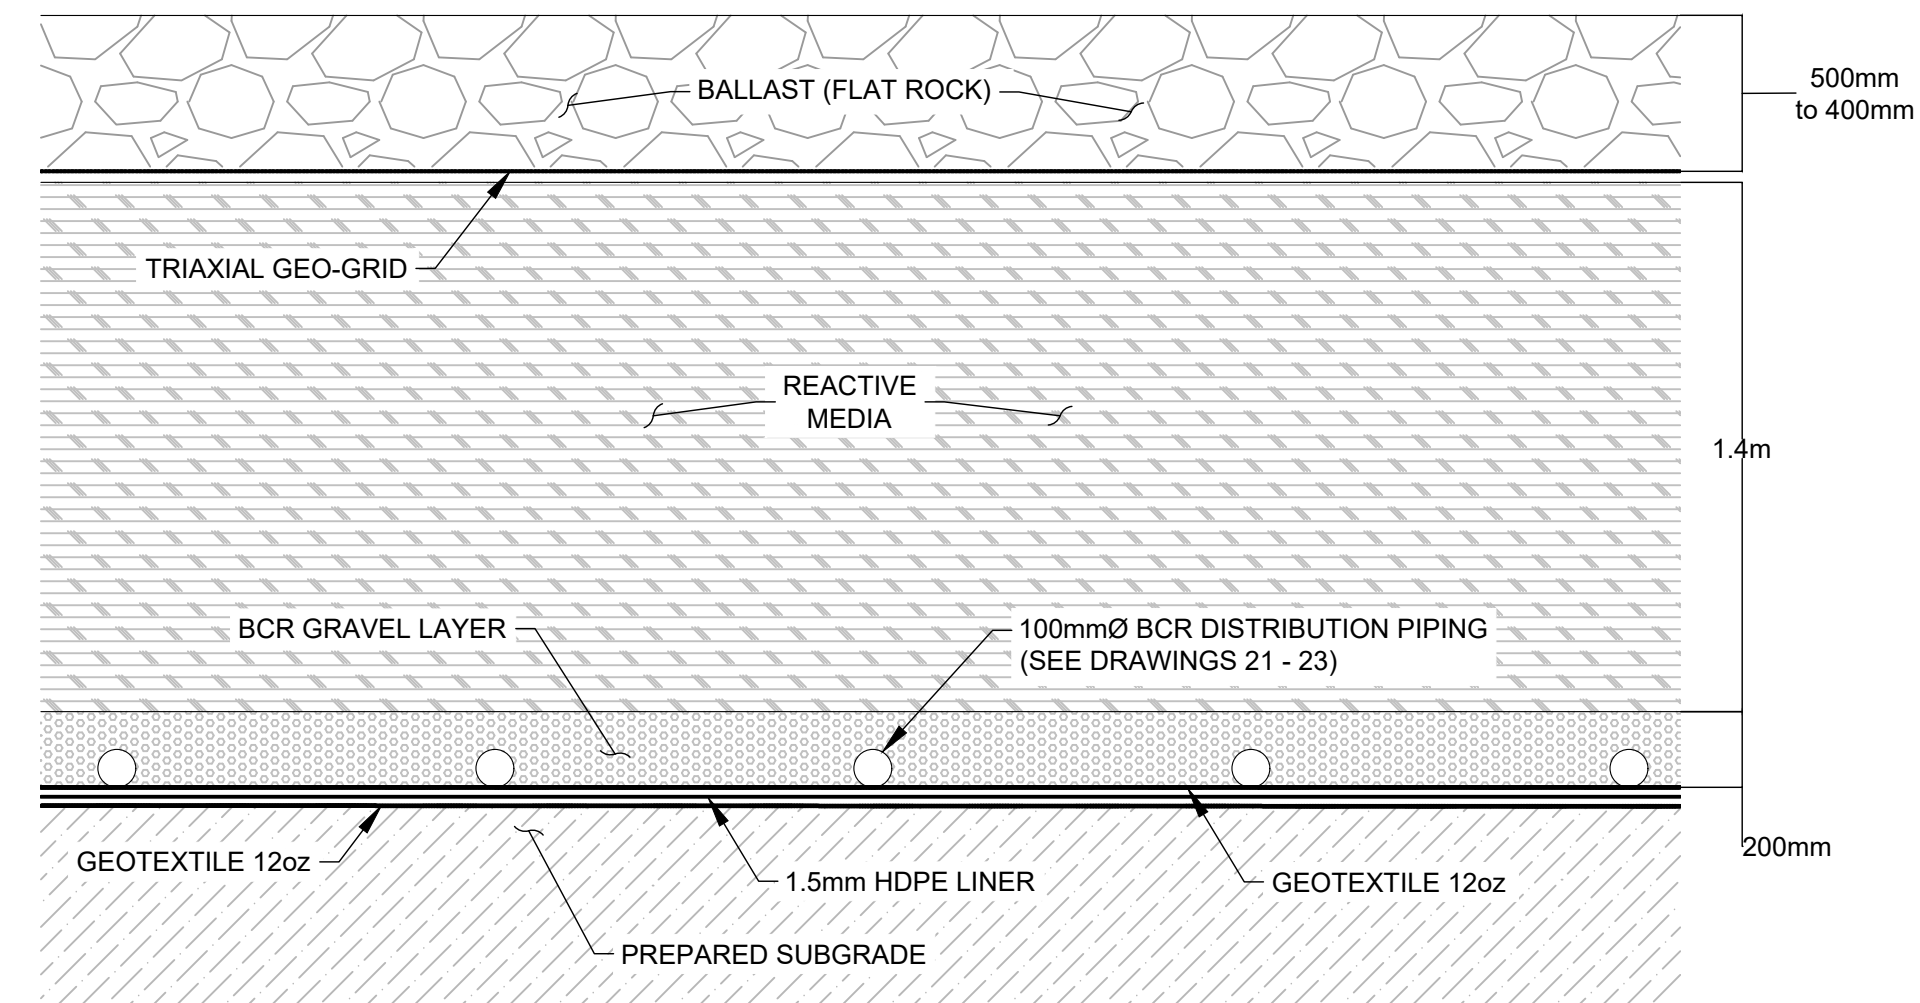 500mm
to 400mm
BALLAST (FLAT ROCK)
TRIAXIAL GEO-GRID
REACTIVE
MEDIA
1.4m
BCR GRAVEL LAYER
100mmØ BCR DISTRIBUTION PIPING
(SEE DRAWINGS 21 - 23)
200mm
GEOTEXTILE 12oz
1.5mm HDPE LINER
GEOTEXTILE 12oz
PREPARED SUBGRADE